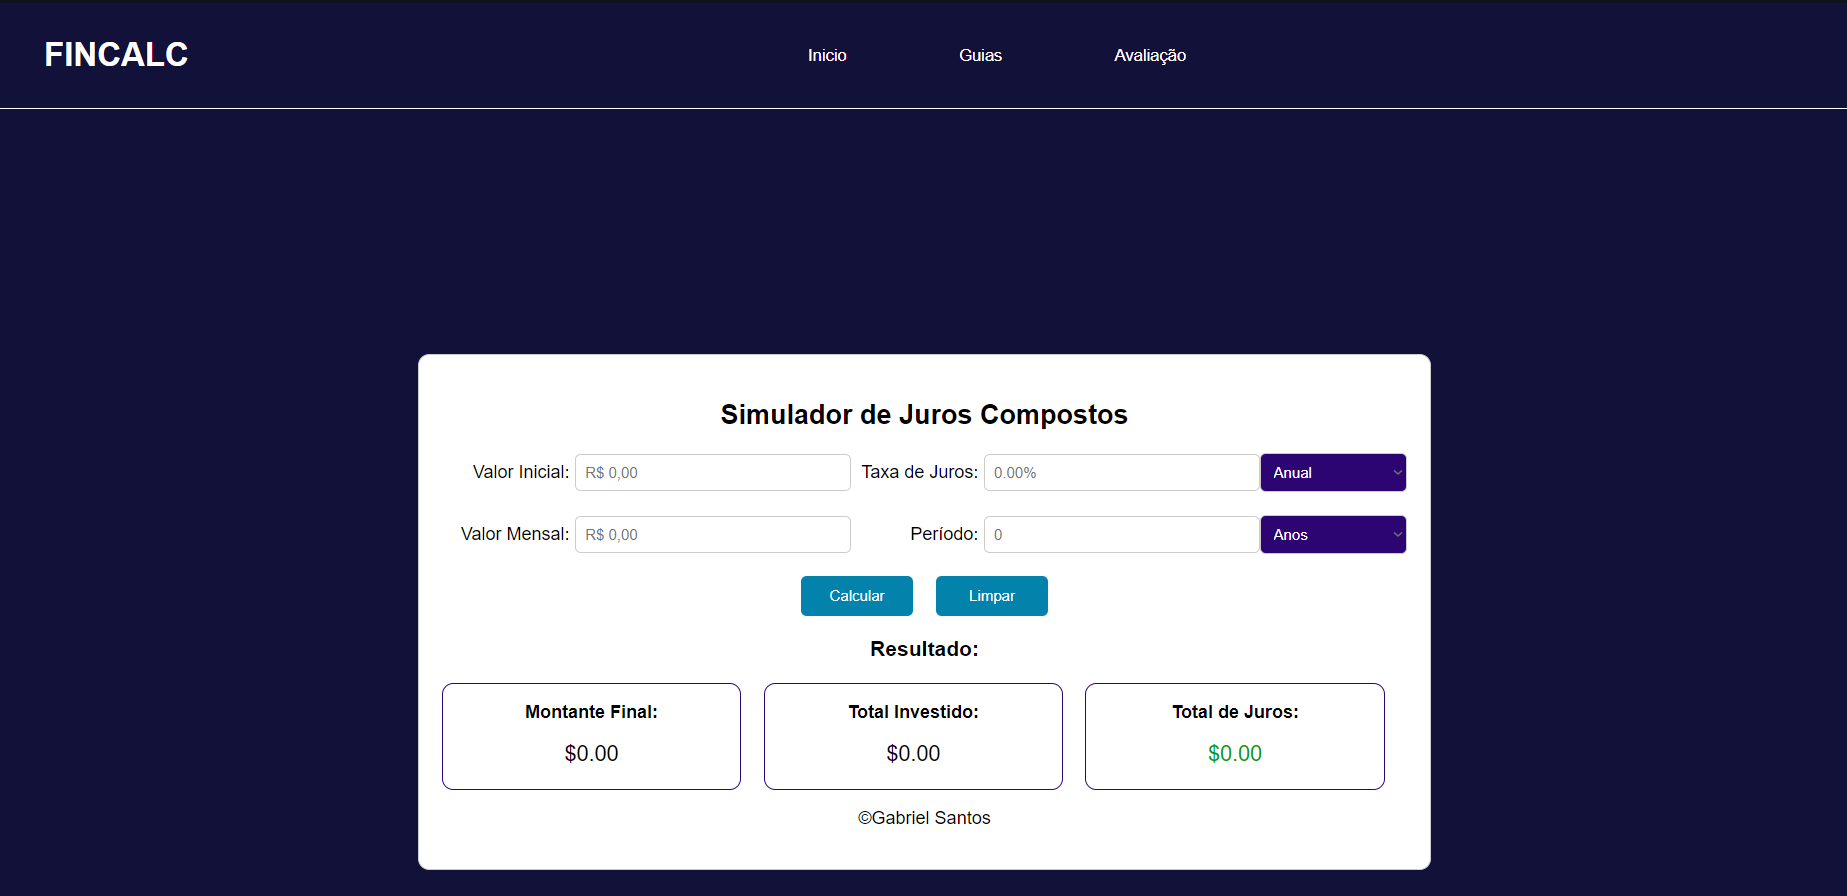 FINCALC
Inicio Guias Avaliação
Simulador de Juros Compostos
Valor Inicial: R$ 0,00 Taxa de Juros: 0.00% Anual
Valor Mensal: R$ 0,00 Período: 0 Anos
Calcular Limpar
Resultado:
Montante Final: Total Investido: Total de Juros:
$0.00 $0.00 $0.00
©Gabriel Santos